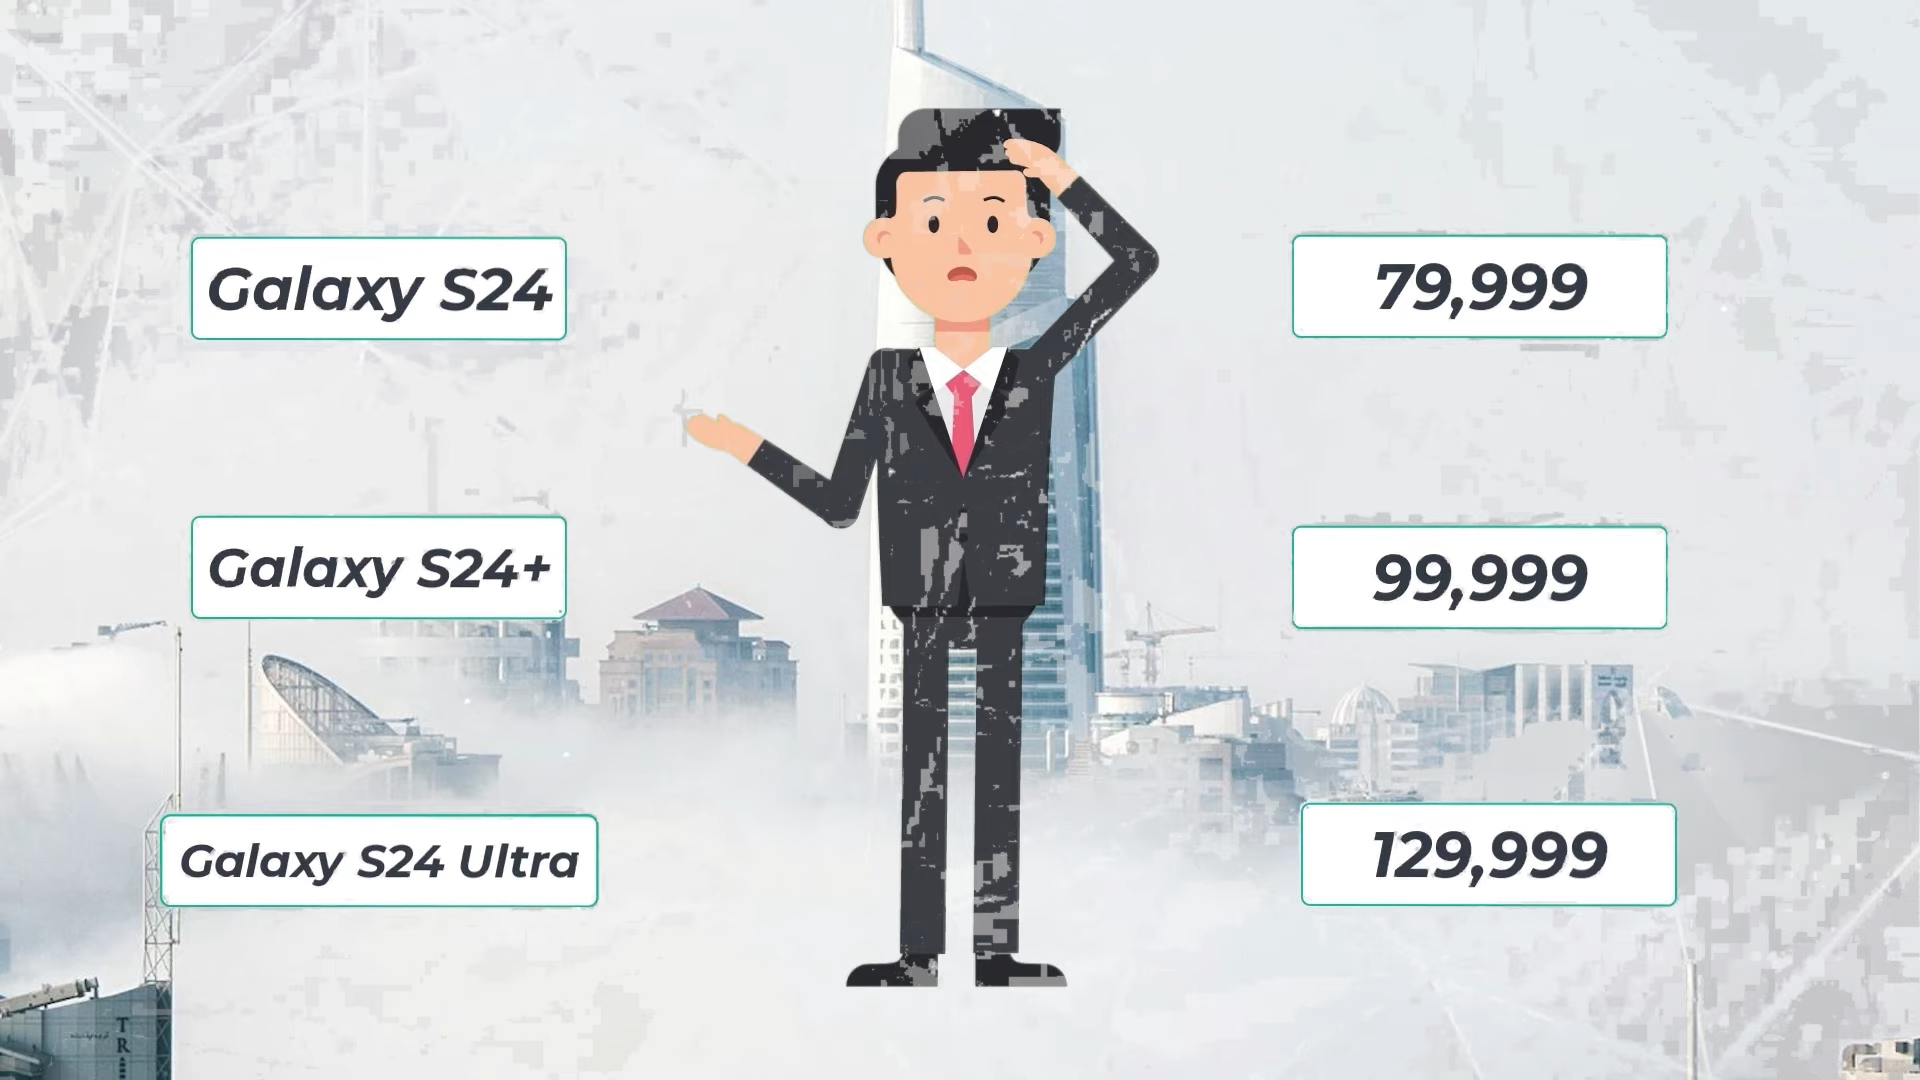 Galaxy S24
79,999
Galaxy S24+
99,999
Galaxy S24 Ultra
129,999
T
R